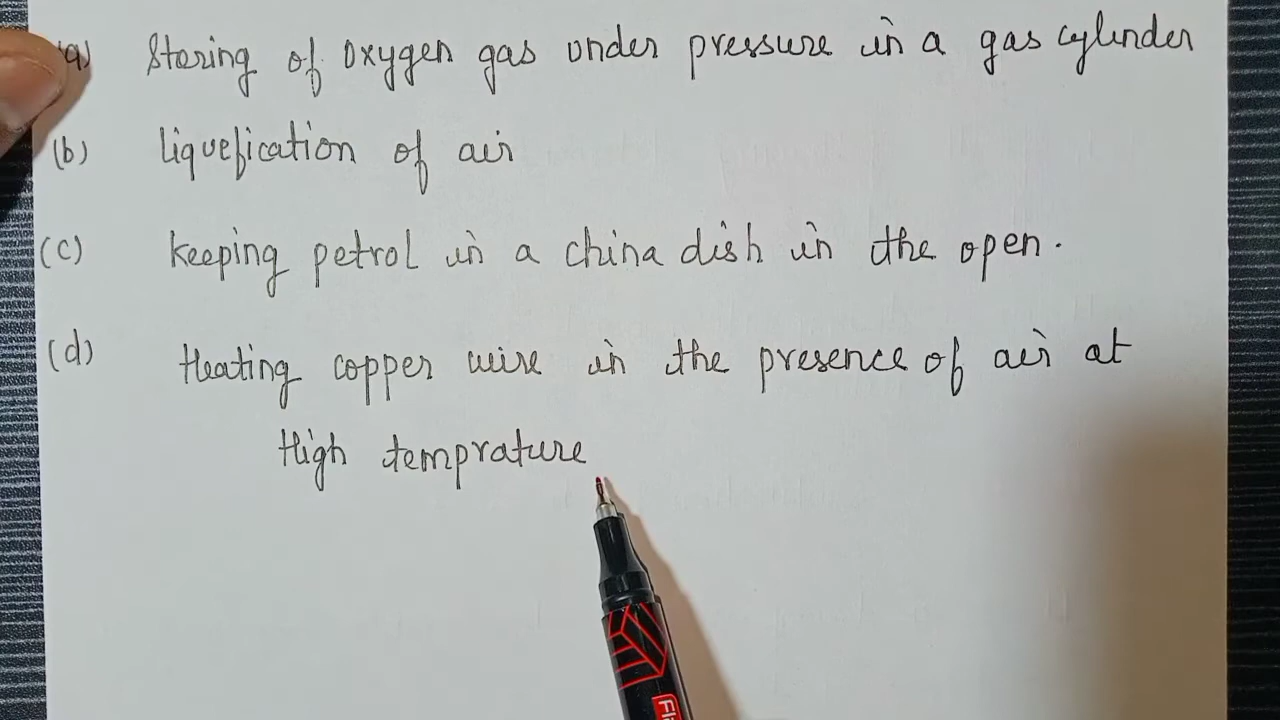 (a) Storing of oxygen gas under pressure in a gas cylinder
(b) liquefication of air
(c) Keeping petrol in a china dish in the open.
(d) Heating copper wire in the presence of air at
High temprature